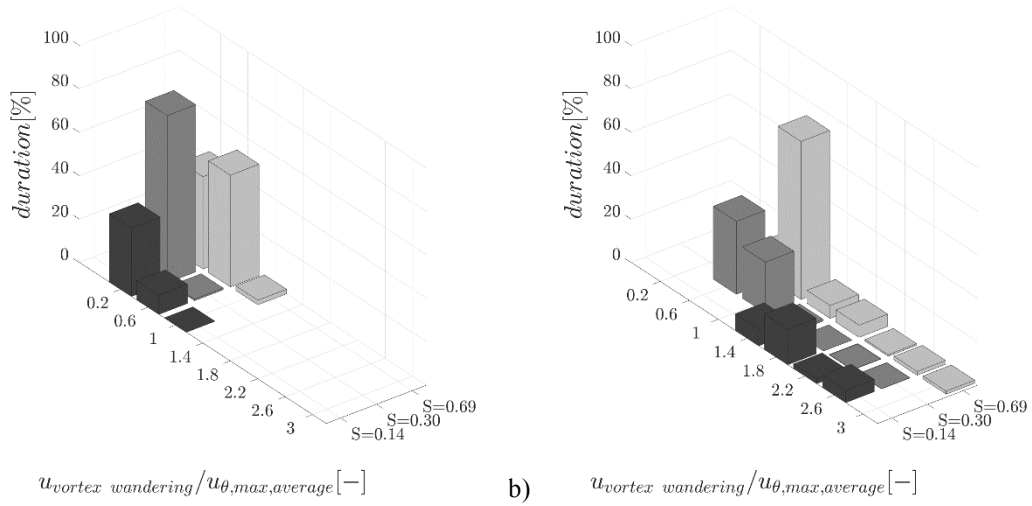 100
80
60
40
20
0
duration[%]
0.2
0.6
1
1.4
1.8
2.2
2.6
3
S=0.14
S=0.30
S=0.69
u_{vortex wandering}/u_{θ,max,average}[−]
b)
100
80
60
40
20
0
duration[%]
0.2
0.6
1
1.4
1.8
2.2
2.6
3
S=0.14
S=0.30
S=0.69
u_{vortex wandering}/u_{θ,max,average}[−]